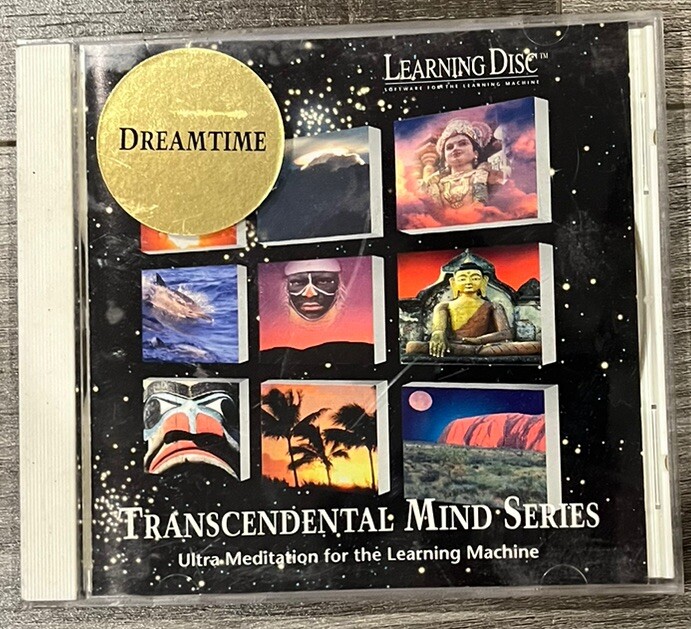 LEARNING DISC™
SOFTWARE FOR THE LEARNING MACHINE
DREAMTIME
TRANSCENDENTAL MIND SERIES
Ultra Meditation for the Learning Machine